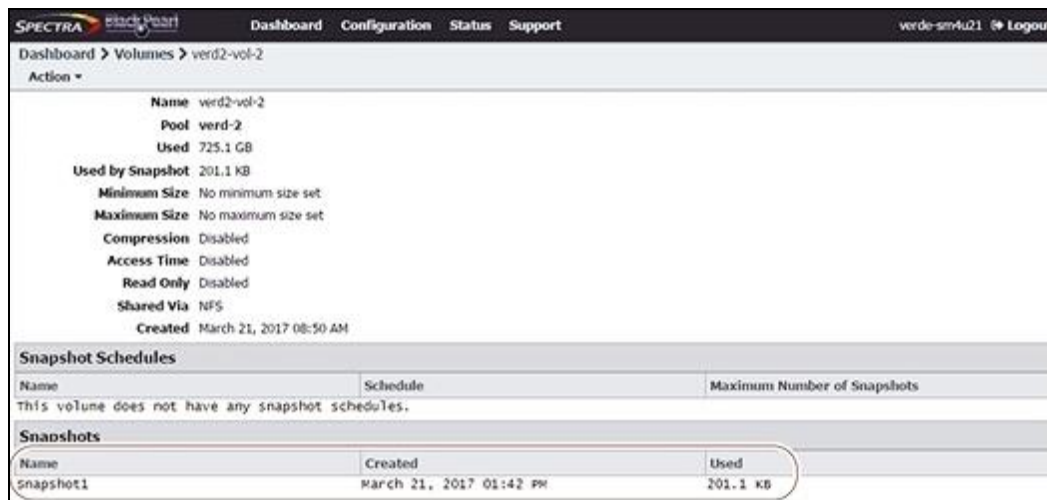 SPECTRA BlackPearl Dashboard Configuration Status Support verde-sm4u21 Logou
Dashboard > Volumes > verd2-vol-2
Action
Name verd2-vol-2
Pool verd-2
Used 725.1 GB
Used by Snapshot 201.1 KB
Minimum Size No minimum size set
Maximum Size No maximum size set
Compression Disabled
Access Time Disabled
Read Only Disabled
Shared Via NFS
Created March 21, 2017 08:50 AM
Snapshot Schedules
Name Schedule Maximum Number of Snapshots
This volume does not have any snapshot schedules.
Snapshots
Name Created Used
Snapshot1 March 21, 2017 01:42 PM 201.1 KB